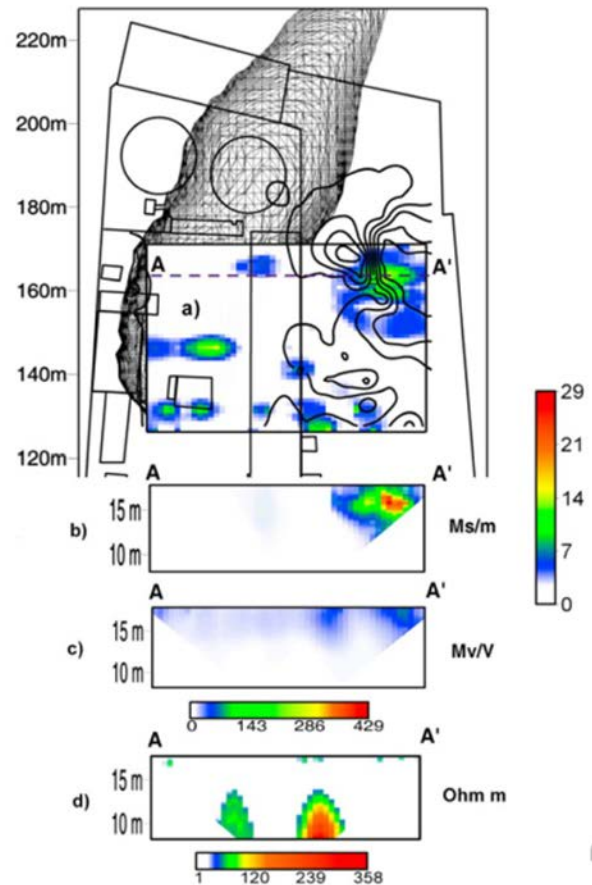 220m
200m
180m
160m
140m
120m
A A'
a)
29
21
14
7
0
A A'
15 m
10 m
b)
Ms/m
A A'
15 m
10 m
c)
Mv/V
0 143 286 429
A A'
15 m
10 m
d)
Ohm m
1 120 239 358